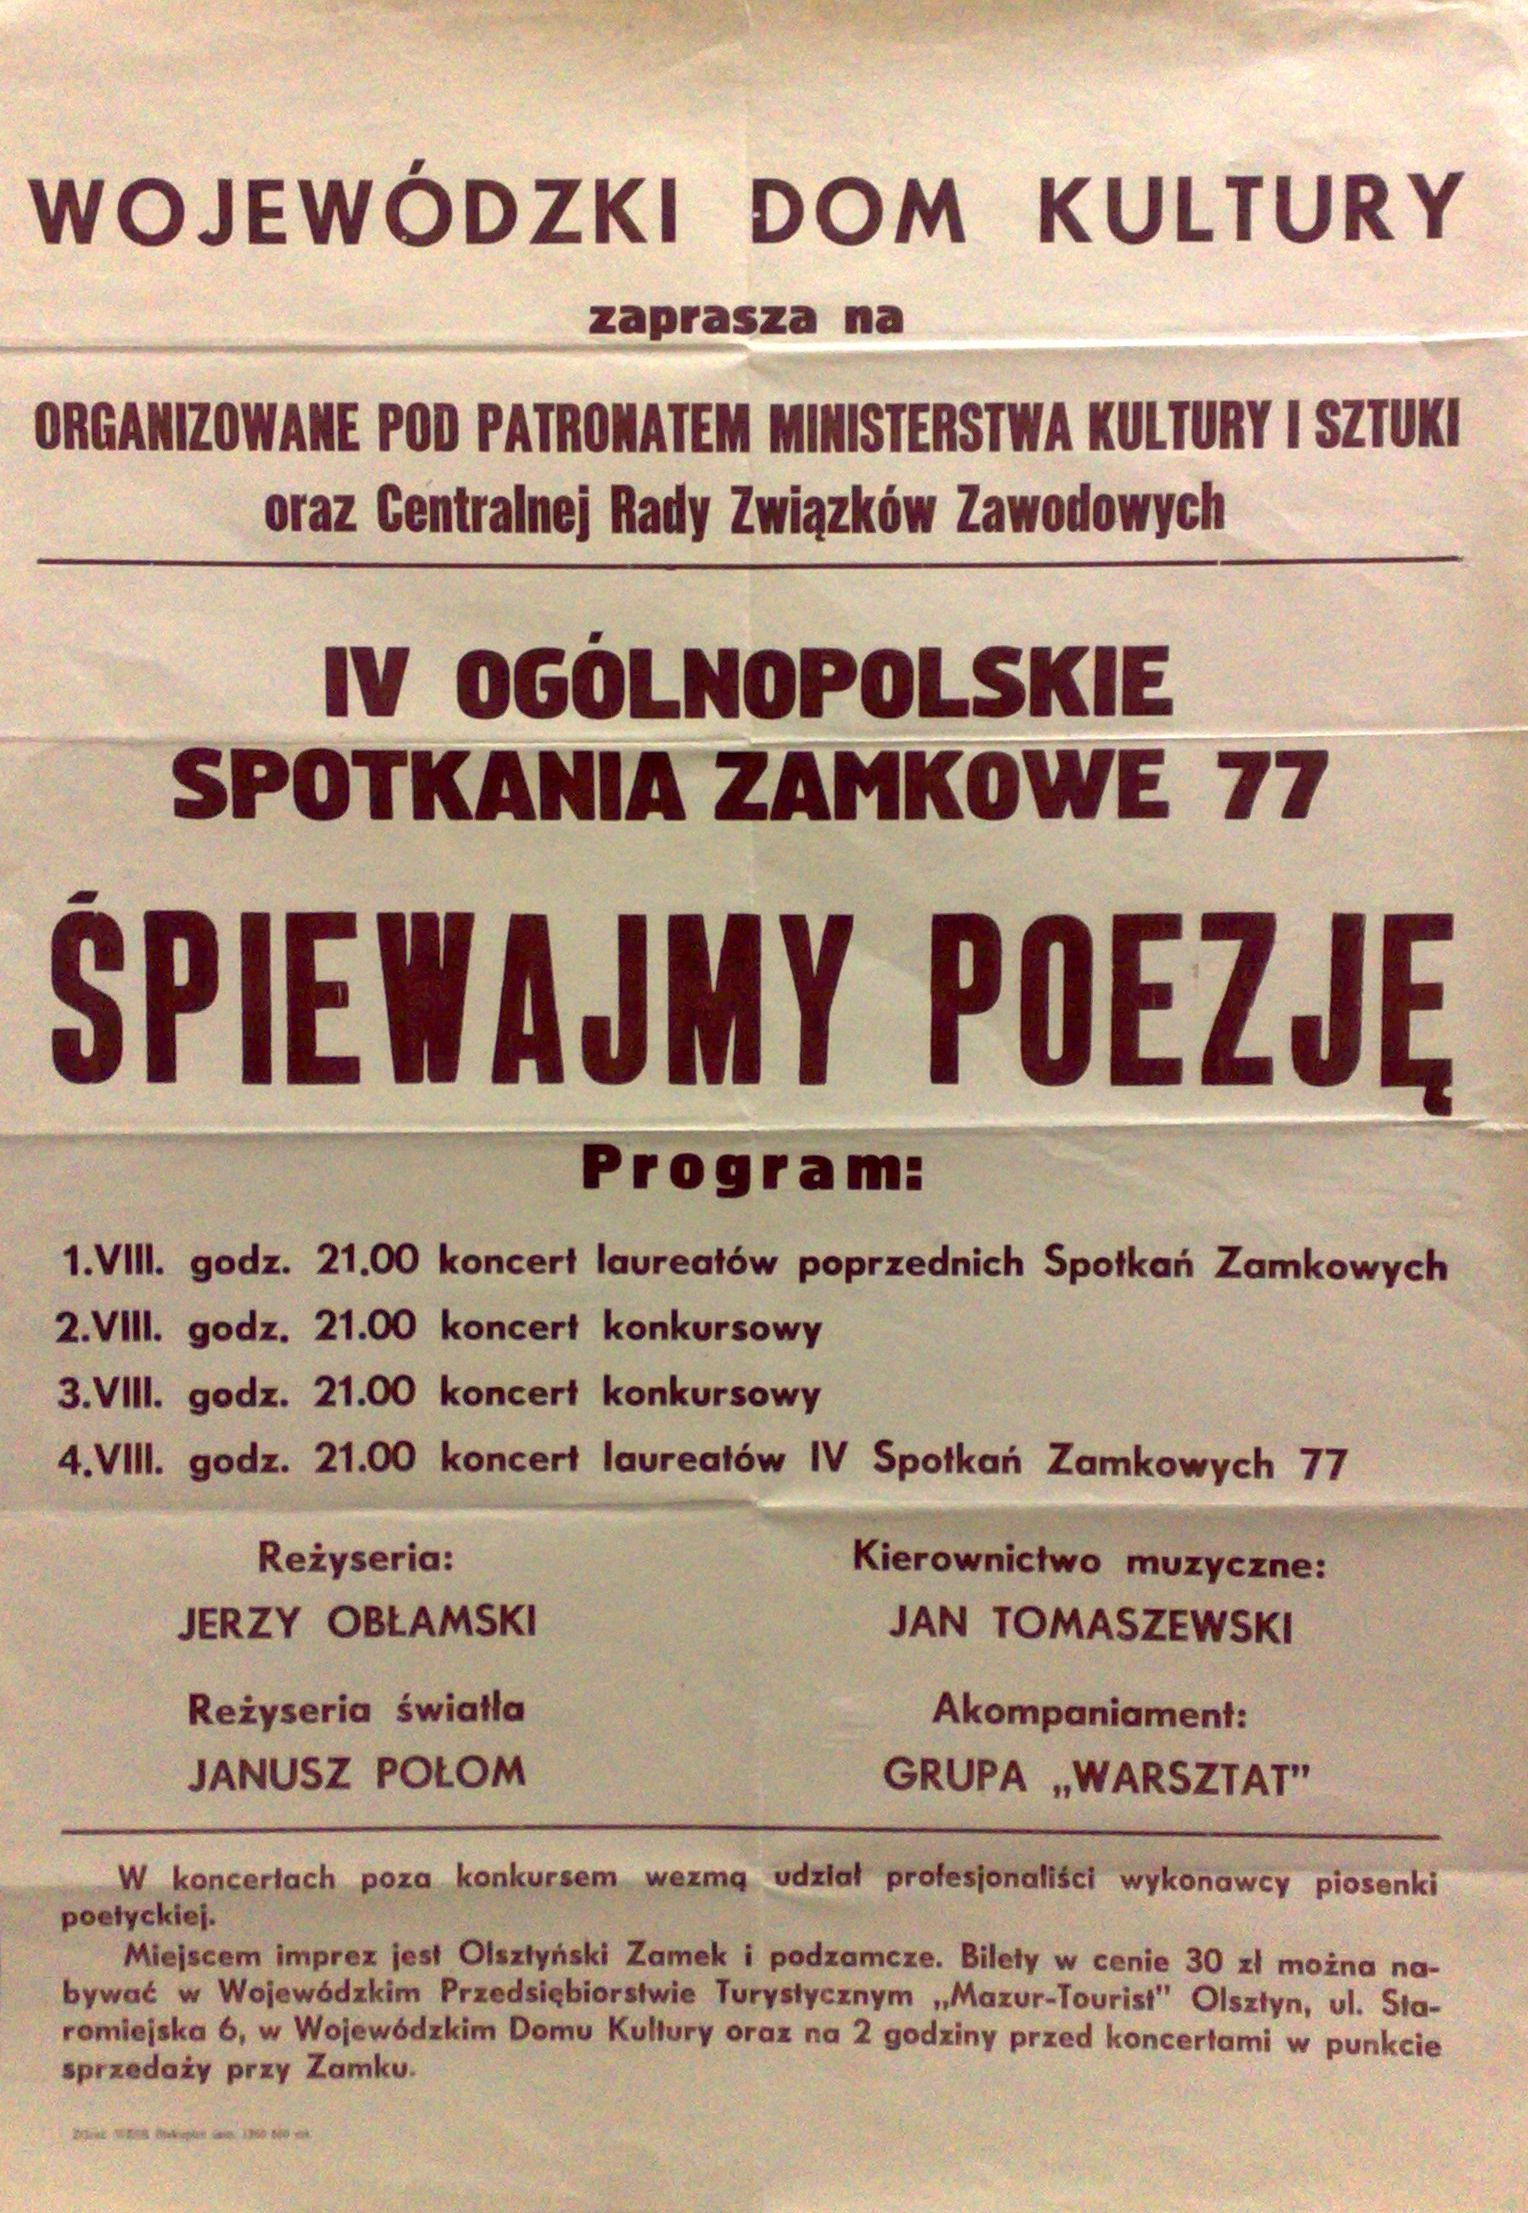 WOJEWÓDZKI DOM KULTURY
zaprasza na
ORGANIZOWANE POD PATRONATEM MINISTERSTWA KULTURY I SZTUKI
oraz Centralnej Rady Związków Zawodowych
IV OGÓLNOPOLSKIE
SPOTKANIA ZAMKOWE 77
ŚPIEWAJMY POEZJĘ
Program:
1.VIII. godz. 21.00 koncert laureatów poprzednich Spotkań Zamkowych
2.VIII. godz. 21.00 koncert konkursowy
3.VIII. godz. 21.00 koncert konkursowy
4.VIII. godz. 21.00 koncert laureatów IV Spotkań Zamkowych 77
Reżyseria:
JERZY OBŁAMSKI
Kierownictwo muzyczne:
JAN TOMASZEWSKI
Reżyseria światła
JANUSZ POŁOM
Akompaniament:
GRUPA „WARSZTAT”
W koncertach poza konkursem wezmą udział profesjonaliści wykonawcy piosenki
poetyckiej.
Miejscem imprez jest Olsztyński Zamek i podzamcze. Bilety w cenie 30 zł można na-
bywać w Wojewódzkim Przedsiębiorstwie Turystycznym „Mazur-Tourist” Olsztyn, ul. Sta-
romiejska 6, w Wojewódzkim Domu Kultury oraz na 2 godziny przed koncertami w punkcie
sprzedaży przy Zamku.